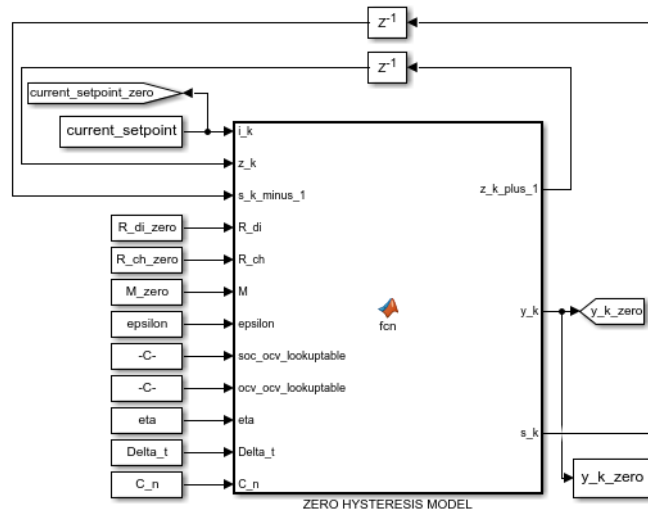 z-1
z-1
current_setpoint_zero
current_setpoint
i_k
z_k
s_k_minus_1
z_k_plus_1
R_di_zero
R_di
R_ch_zero
R_ch
M_zero
M
y_k
y_k_zero
epsilon
epsilon
fcn
-C-
soc_ocv_lookuptable
-C-
ocv_ocv_lookuptable
eta
eta
s_k
Delta_t
Delta_t
y_k_zero
C_n
C_n
ZERO HYSTERESIS MODEL